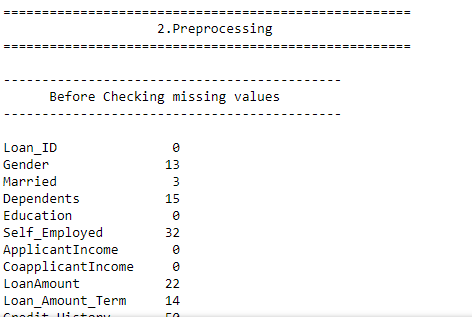 =====================================================
2.Preprocessing
=====================================================
--------------------------------------------
Before Checking missing values
--------------------------------------------
Loan_ID 0
Gender 13
Married 3
Dependents 15
Education 0
Self_Employed 32
ApplicantIncome 0
CoapplicantIncome 0
LoanAmount 22
Loan_Amount_Term 14
Credit_History 50